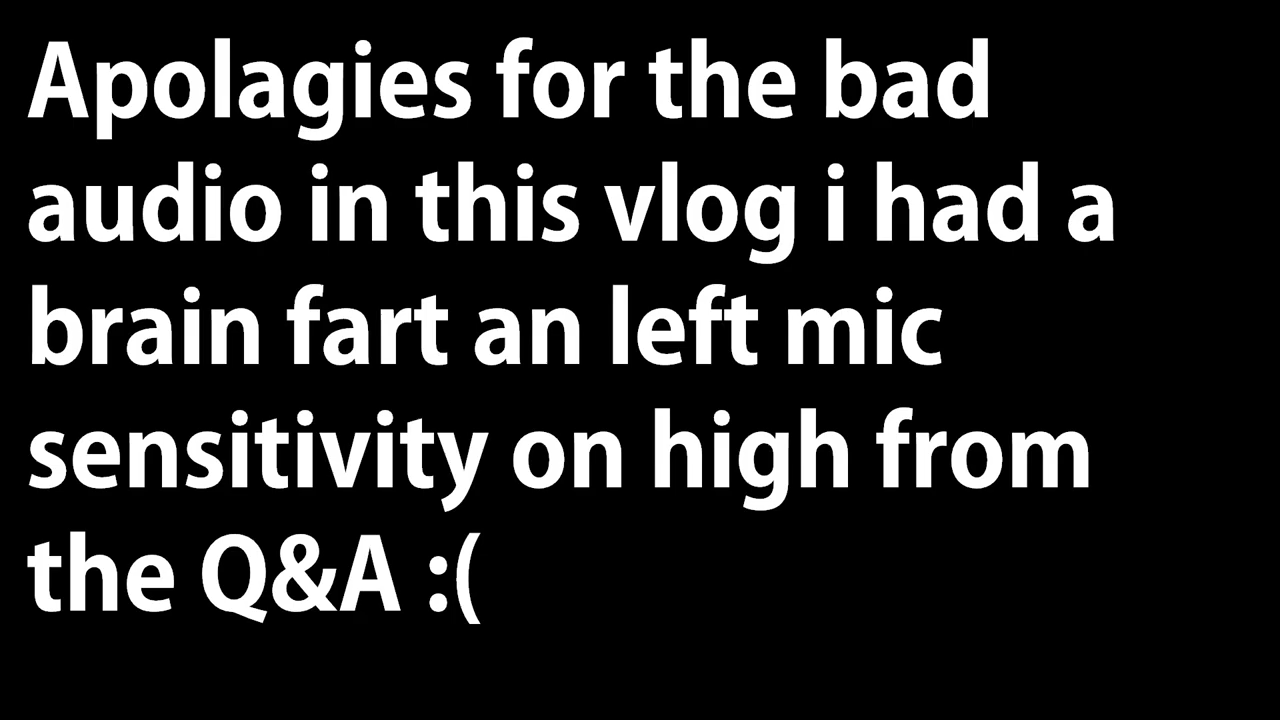 Apolagies for the bad
audio in this vlog i had a
brain fart an left mic
sensitivity on high from
the Q&A :(